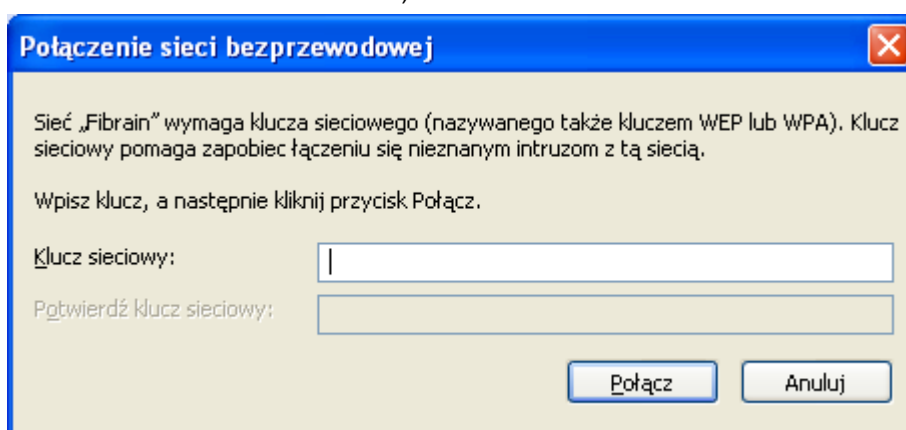 Połączenie sieci bezprzewodowej
Sieć „Fibrain” wymaga klucza sieciowego (nazywanego także kluczem WEP lub WPA). Klucz
sieciowy pomaga zapobiec łączeniu się nieznanym intruzom z tą siecią.
Wpisz klucz, a następnie kliknij przycisk Połącz.
Klucz sieciowy:
Potwierdź klucz sieciowy:
Połącz
Anuluj